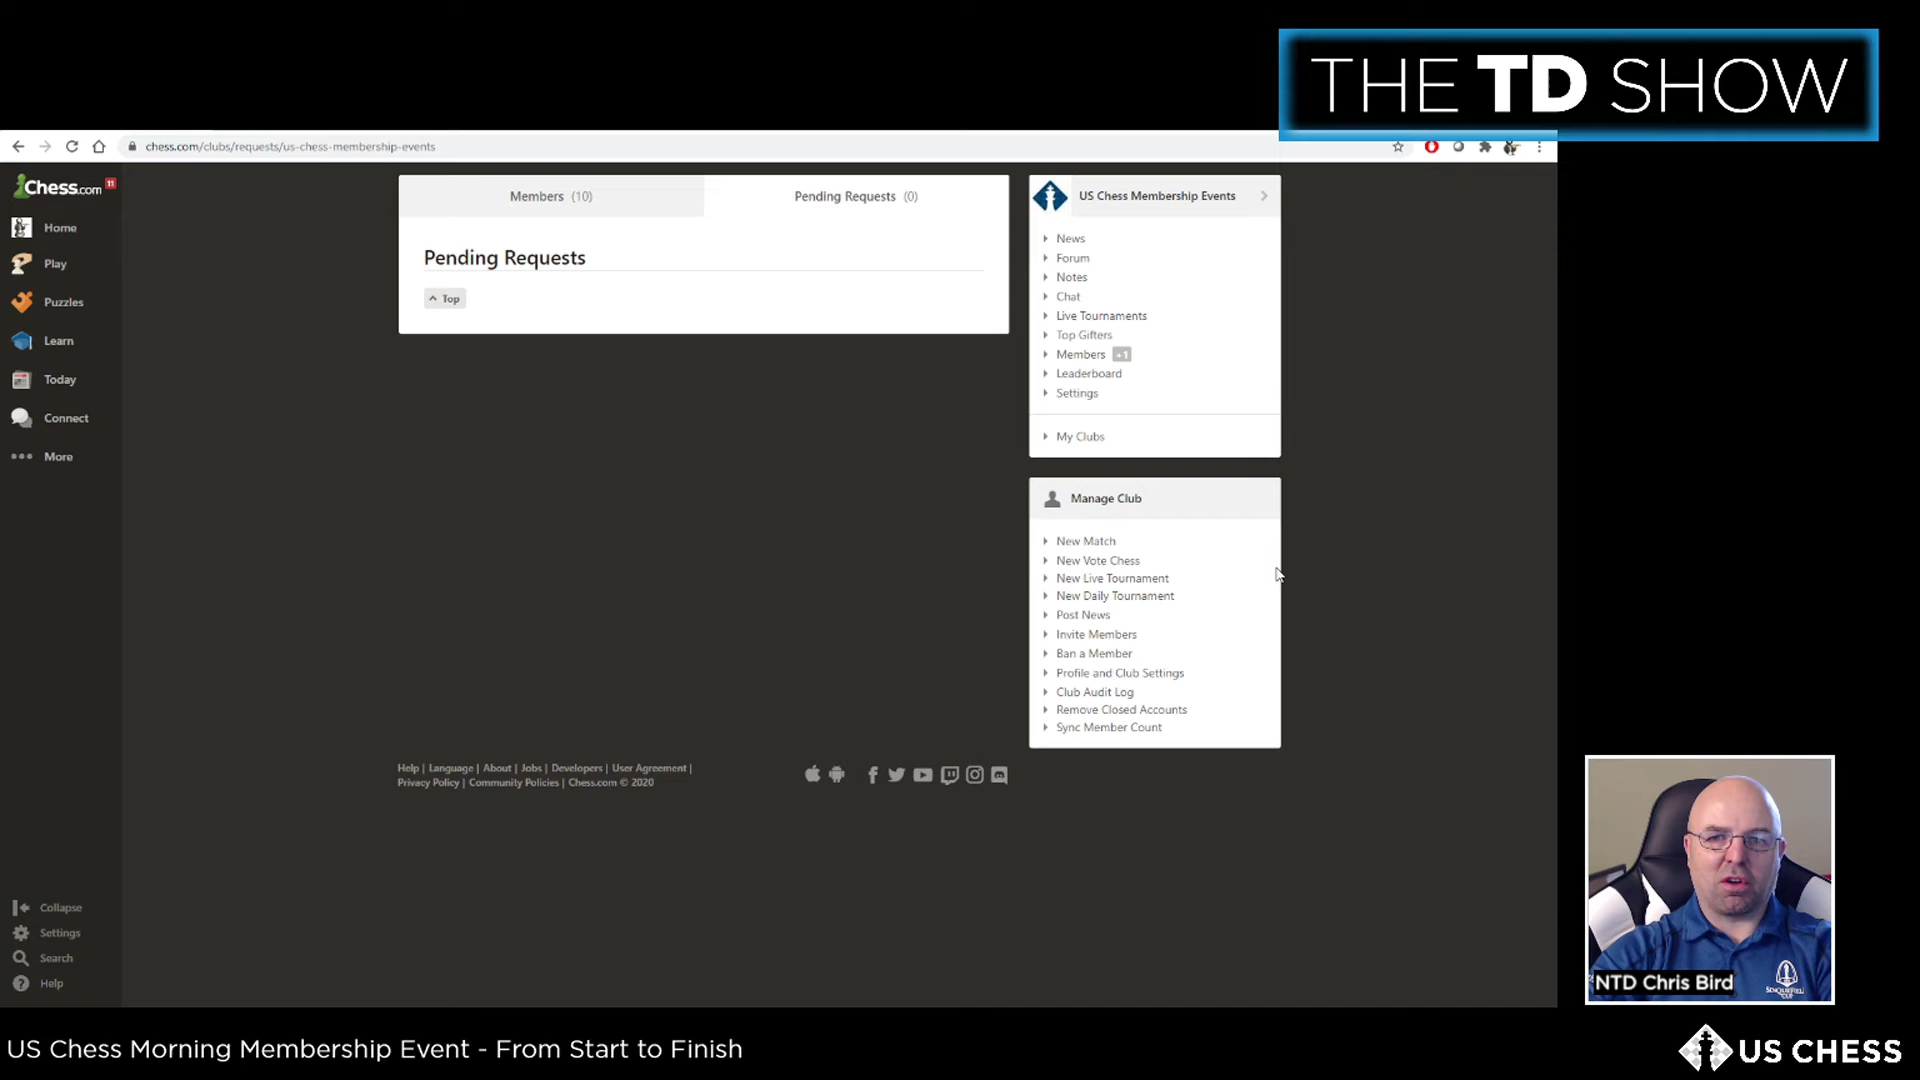 THE TD SHOW
chess.com/clubs/requests/us-chess-membership-events
Chess.com 11
Home
Play
Puzzles
Learn
Today
Connect
More
Collapse
Settings
Search
Help
Members (10)
Pending Requests (0)
Pending Requests
Top
US Chess Membership Events
News
Forum
Notes
Chat
Live Tournaments
Top Gifters
Members +1
Leaderboard
Settings
My Clubs
Manage Club
New Match
New Vote Chess
New Live Tournament
New Daily Tournament
Post News
Invite Members
Ban a Member
Profile and Club Settings
Club Audit Log
Remove Closed Accounts
Sync Member Count
Help | Language | About | Jobs | Developers | User Agreement |
Privacy Policy | Community Policies | Chess.com © 2020
SINQUEFIELD
CUP
NTD Chris Bird
US Chess Morning Membership Event - From Start to Finish
US CHESS